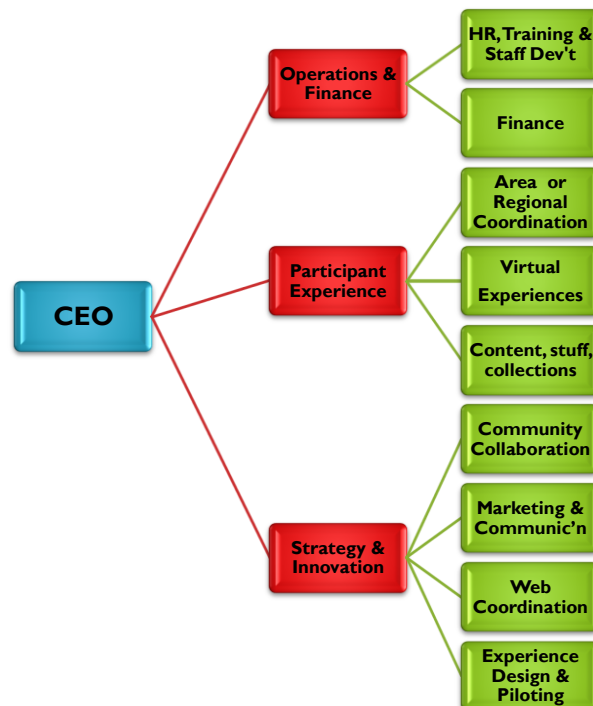 CEO
Operations &
Finance
HR, Training &
Staff Dev't
Finance
Participant
Experience
Area or
Regional
Coordination
Virtual
Experiences
Content, stuff,
collections
Strategy &
Innovation
Community
Collaboration
Marketing &
Communic’n
Web
Coordination
Experience
Design &
Piloting